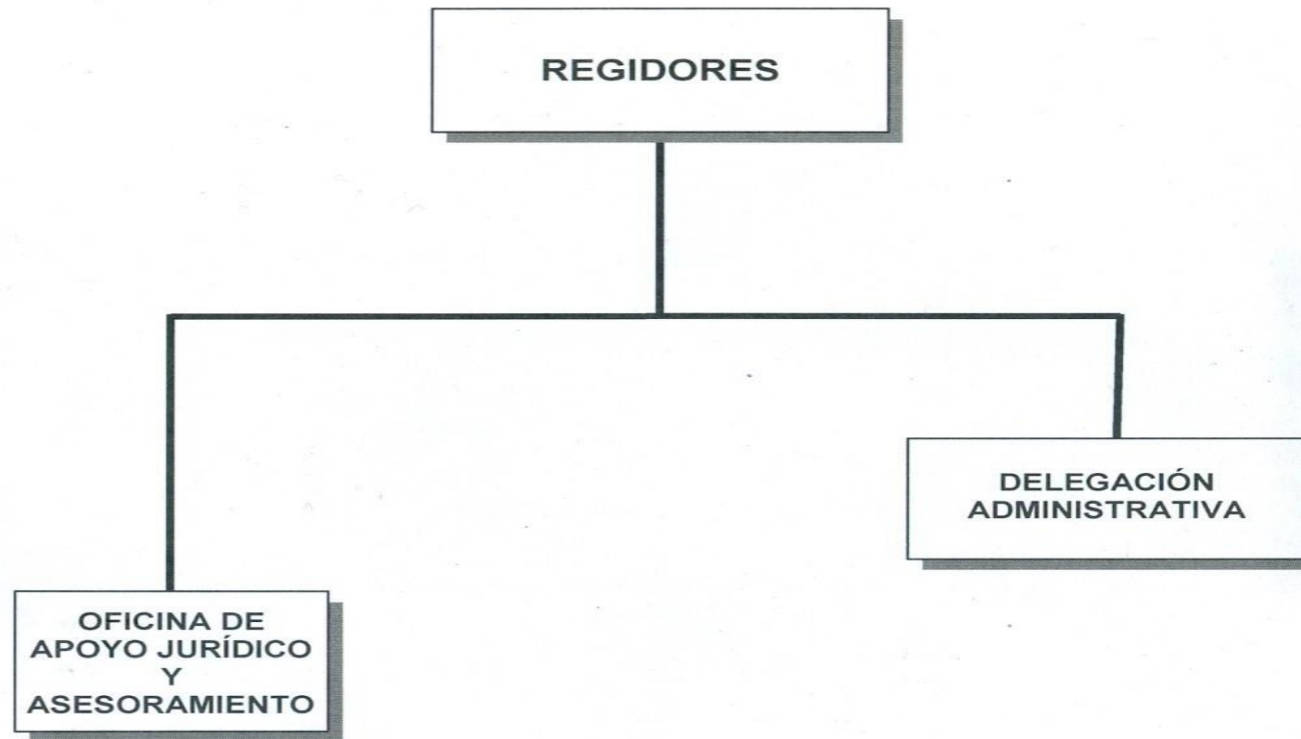 REGIDORES
DELEGACIÓN
ADMINISTRATIVA
OFICINA DE
APOYO JURÍDICO
Y
ASESORAMIENTO